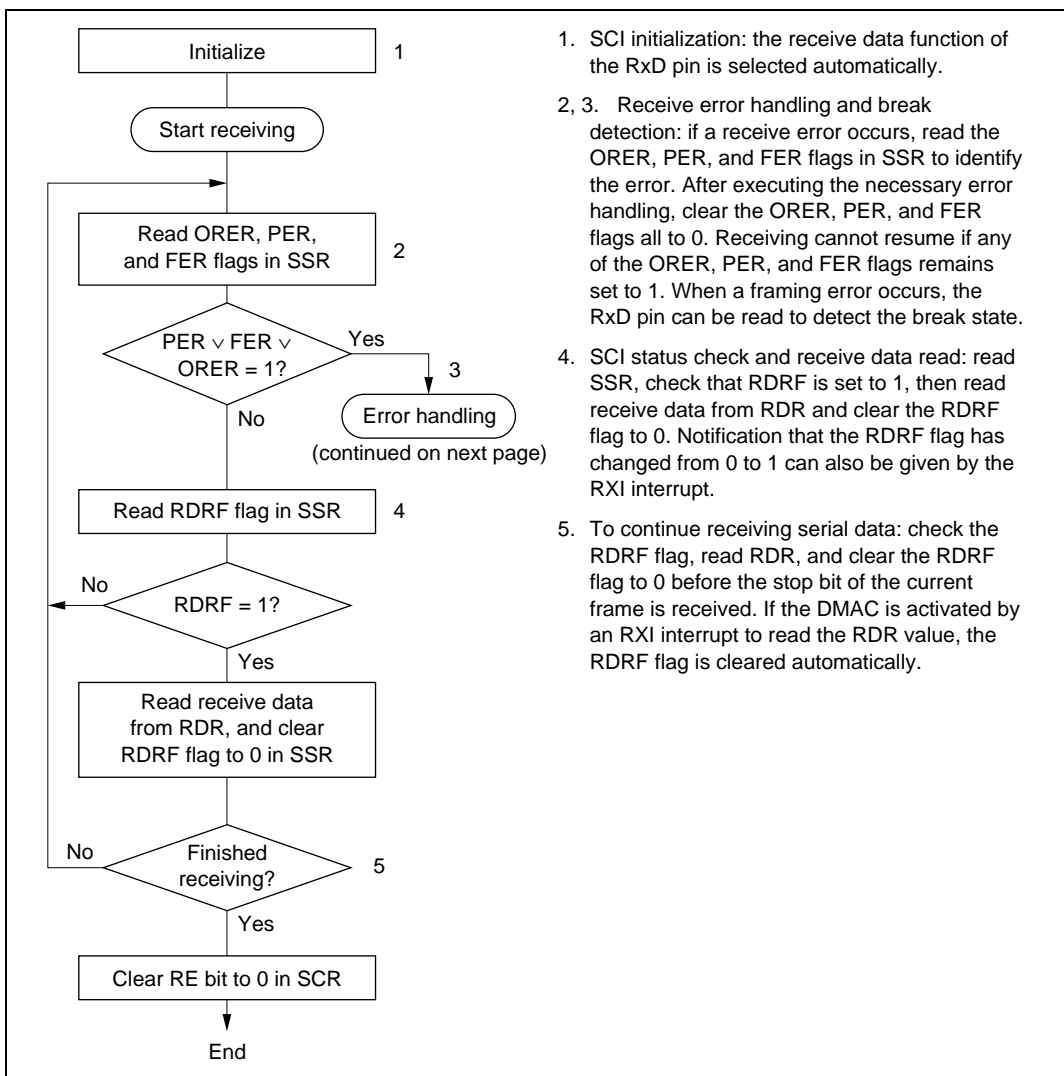 Initialize
1
Start receiving
Read ORER, PER,
and FER flags in SSR
2
PER ∨ FER ∨
ORER = 1?
Yes
3
No
Error handling
(continued on next page)
Read RDRF flag in SSR
4
No
RDRF = 1?
Yes
Read receive data
from RDR, and clear
RDRF flag to 0 in SSR
No
Finished
receiving?
5
Yes
Clear RE bit to 0 in SCR
End
1. SCI initialization: the receive data function of
the RxD pin is selected automatically.
2, 3. Receive error handling and break
detection: if a receive error occurs, read the
ORER, PER, and FER flags in SSR to identify
the error. After executing the necessary error
handling, clear the ORER, PER, and FER
flags all to 0. Receiving cannot resume if any
of the ORER, PER, and FER flags remains
set to 1. When a framing error occurs, the
RxD pin can be read to detect the break state.
4. SCI status check and receive data read: read
SSR, check that RDRF is set to 1, then read
receive data from RDR and clear the RDRF
flag to 0. Notification that the RDRF flag has
changed from 0 to 1 can also be given by the
RXI interrupt.
5. To continue receiving serial data: check the
RDRF flag, read RDR, and clear the RDRF
flag to 0 before the stop bit of the current
frame is received. If the DMAC is activated by
an RXI interrupt to read the RDR value, the
RDRF flag is cleared automatically.